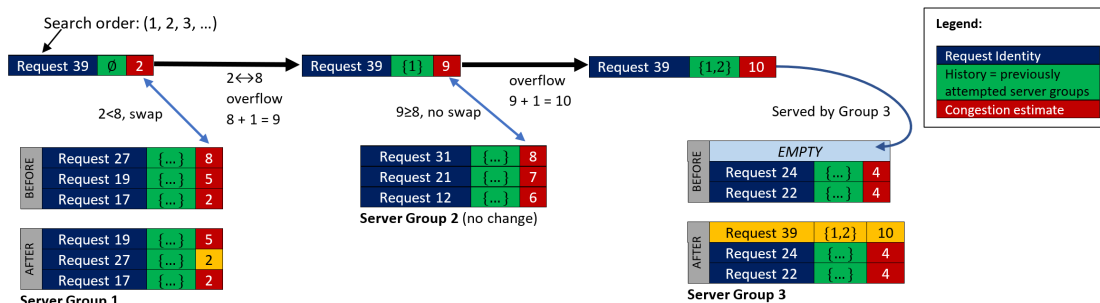 Search order: (1, 2, 3, …)
Request 39 Ø 2
2↔8
overflow
8 + 1 = 9
Request 39 {1} 9
overflow
9 + 1 = 10
Request 39 {1,2} 10
Legend:
Request Identity
History = previously
attempted server groups
Congestion estimate
2<8, swap
9≥8, no swap
Served by Group 3
BEFORE
Request 27 {...} 8
Request 19 {...} 5
Request 17 {...} 2
AFTER
Request 19 {...} 5
Request 27 {...} 2
Request 17 {...} 2
Server Group 1
Request 31 {...} 8
Request 21 {...} 7
Request 12 {...} 6
Server Group 2 (no change)
BEFORE
EMPTY
Request 24 {...} 4
Request 22 {...} 4
AFTER
Request 39 {1,2} 10
Request 24 {...} 4
Request 22 {...} 4
Server Group 3